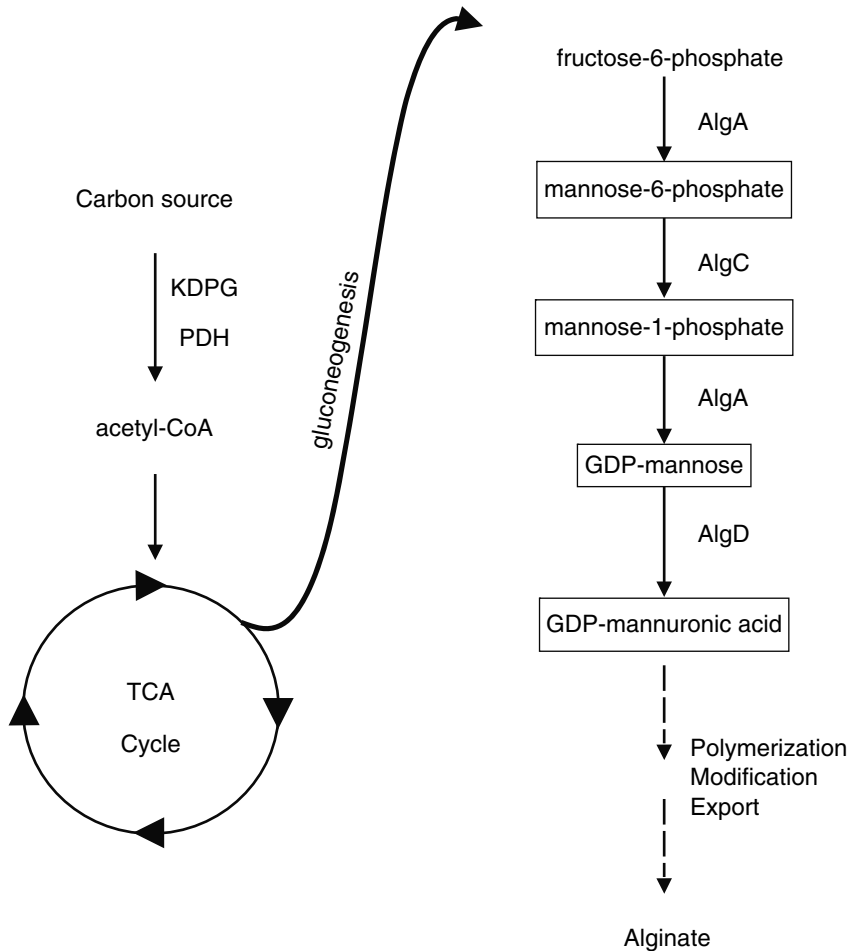 Carbon source
KDPG
PDH
acetyl-CoA
TCA
Cycle
gluconeogenesis
fructose-6-phosphate
AlgA
mannose-6-phosphate
AlgC
mannose-1-phosphate
AlgA
GDP-mannose
AlgD
GDP-mannuronic acid
Polymerization
Modification
Export
Alginate